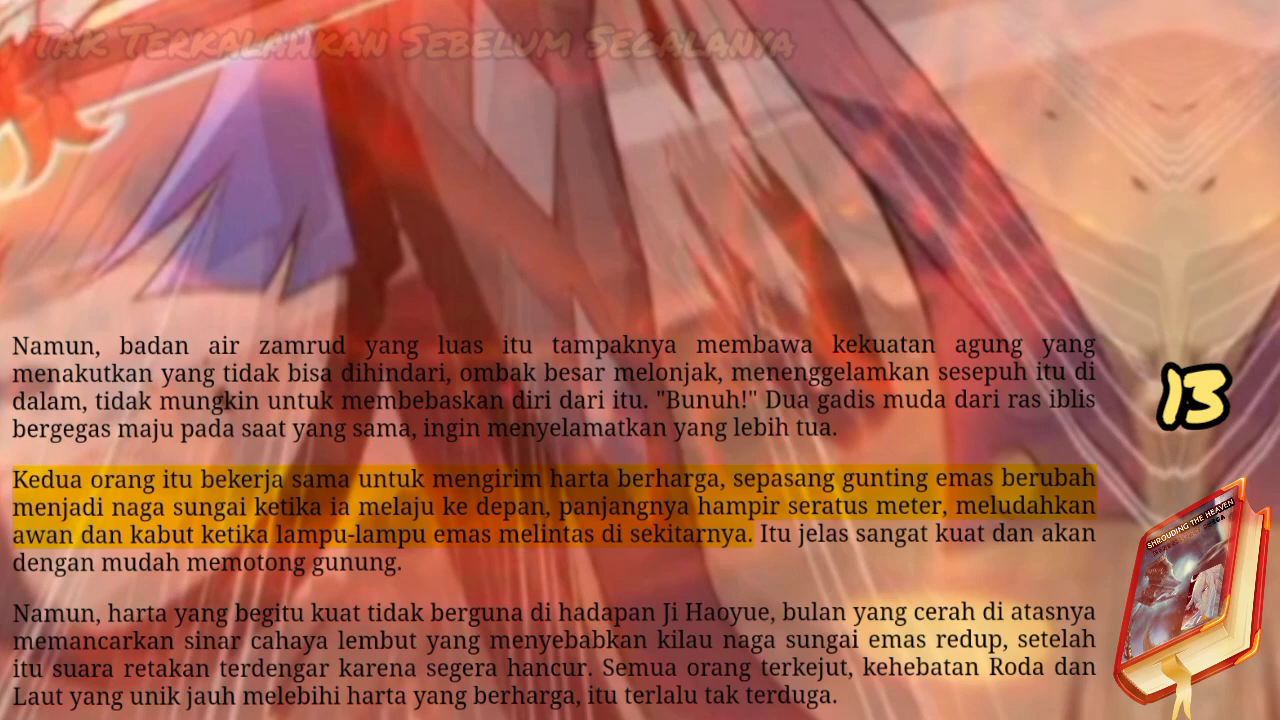 Tak Terkalahkan Sebelum Segalanya
Namun, badan air zamrud yang luas itu tampaknya membawa kekuatan agung yang
menakutkan yang tidak bisa dihindari, ombak besar melonjak, menenggelamkan sesepuh itu di
dalam, tidak mungkin untuk membebaskan diri dari itu. "Bunuh!" Dua gadis muda dari ras iblis
bergegas maju pada saat yang sama, ingin menyelamatkan yang lebih tua.
13
Kedua orang itu bekerja sama untuk mengirim harta berharga, sepasang gunting emas berubah
menjadi naga sungai ketika ia melaju ke depan, panjangnya hampir seratus meter, meludahkan
awan dan kabut ketika lampu-lampu emas melintas di sekitarnya. Itu jelas sangat kuat dan akan
dengan mudah memotong gunung.
SHROUDING THE HEAVEN
Namun, harta yang begitu kuat tidak berguna di hadapan Ji Haoyue, bulan yang cerah di atasnya
memancarkan sinar cahaya lembut yang menyebabkan kilau naga sungai emas redup, setelah
itu suara retakan terdengar karena segera hancur. Semua orang terkejut, kehebatan Roda dan
Laut yang unik jauh melebihi harta yang berharga, itu terlalu tak terduga.